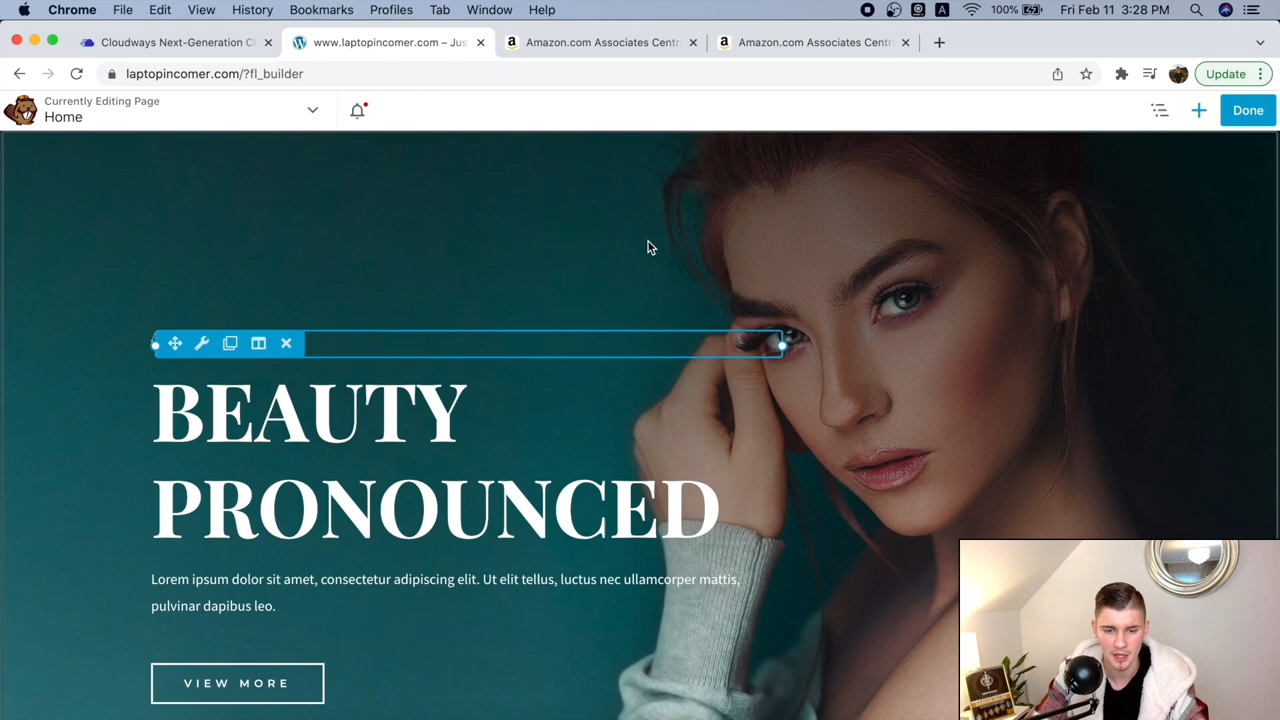 Chrome File Edit View History Bookmarks Profiles Tab Window Help A 100% Fri Feb 11 3:28 PM
Cloudways Next-Generation Cl www.laptopincomer.com – Jus Amazon.com Associates Centr Amazon.com Associates Centr
laptopincomer.com/?fl_builder Update
Currently Editing Page
Home
Done
BEAUTY
PRONOUNCED
Lorem ipsum dolor sit amet, consectetur adipiscing elit. Ut elit tellus, luctus nec ullamcorper mattis,
pulvinar dapibus leo.
VIEW MORE